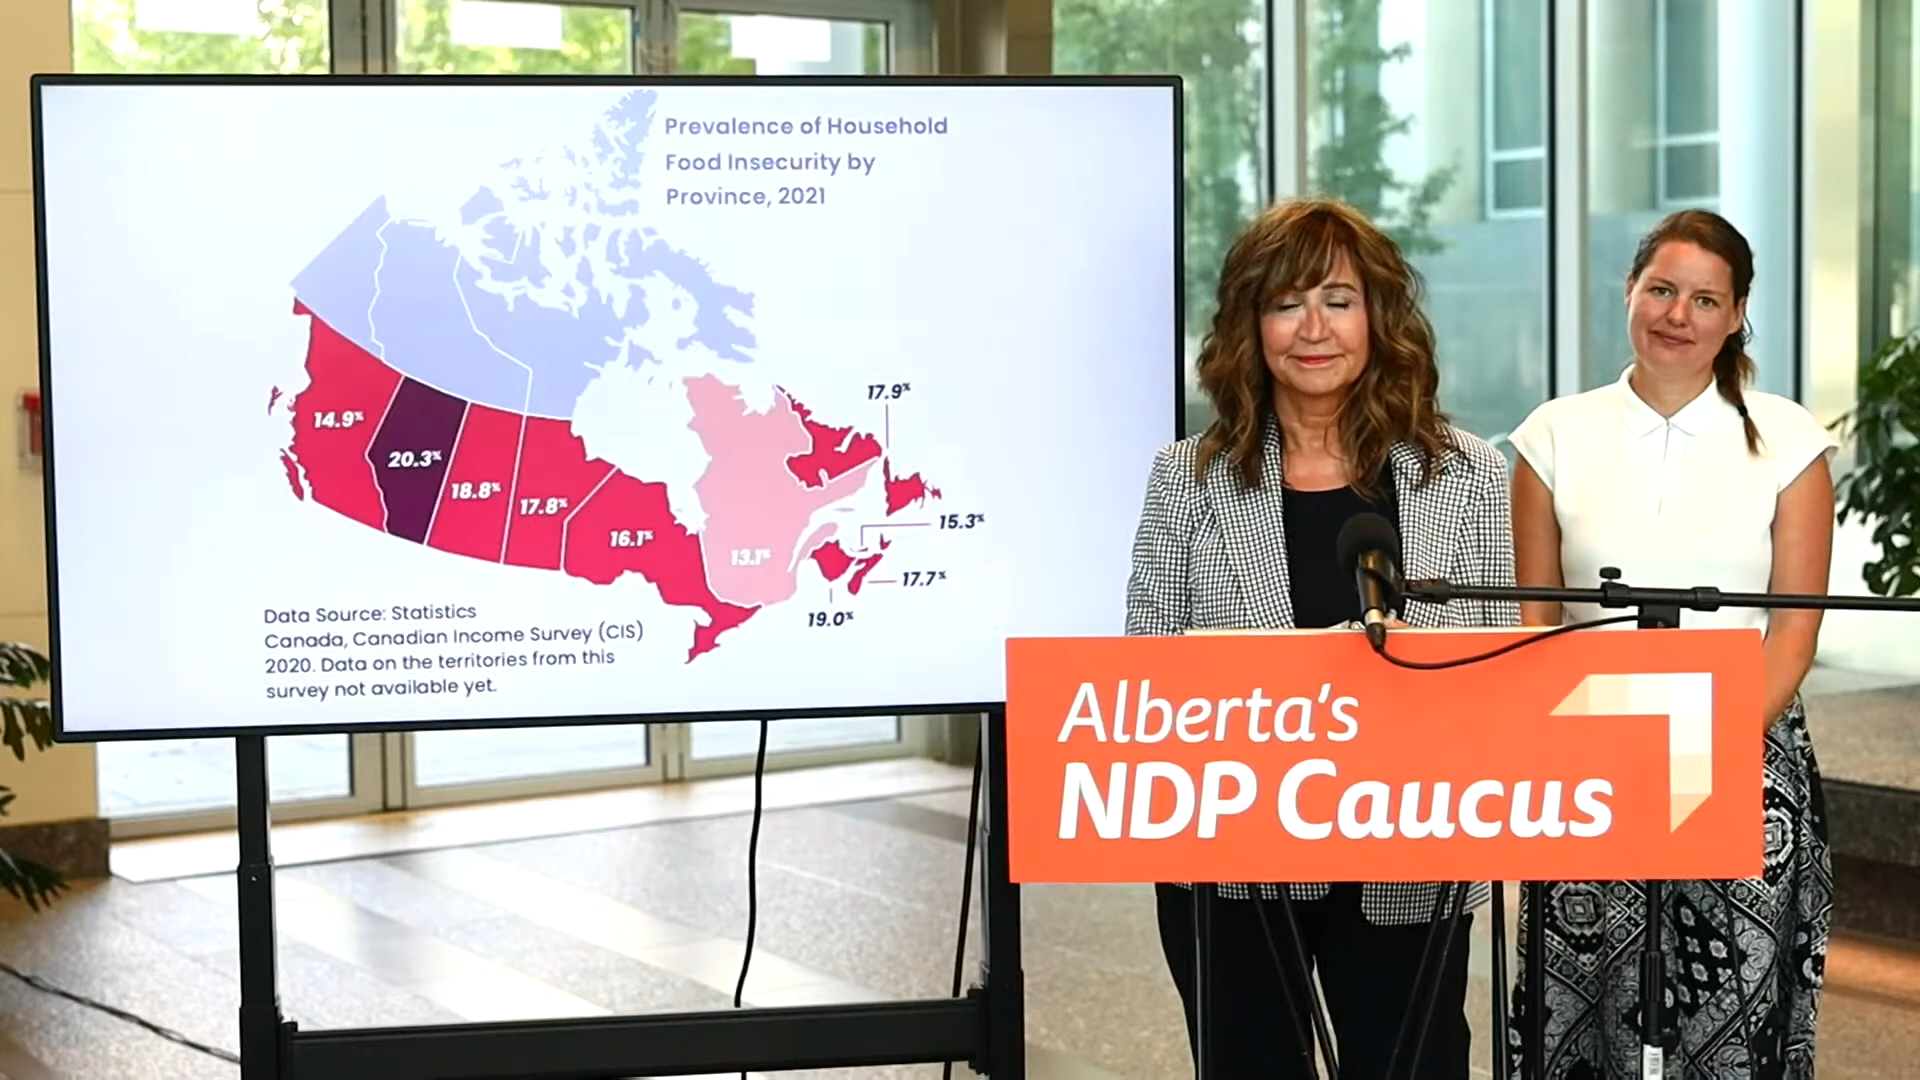 Prevalence of Household
Food Insecurity by
Province, 2021
17.9%
14.9%
20.3%
18.8%
17.8%
16.1%
13.1%
15.3%
17.7%
19.0%
Data Source: Statistics
Canada, Canadian Income Survey (CIS)
2020. Data on the territories from this
survey not available yet.
Alberta's
NDP Caucus